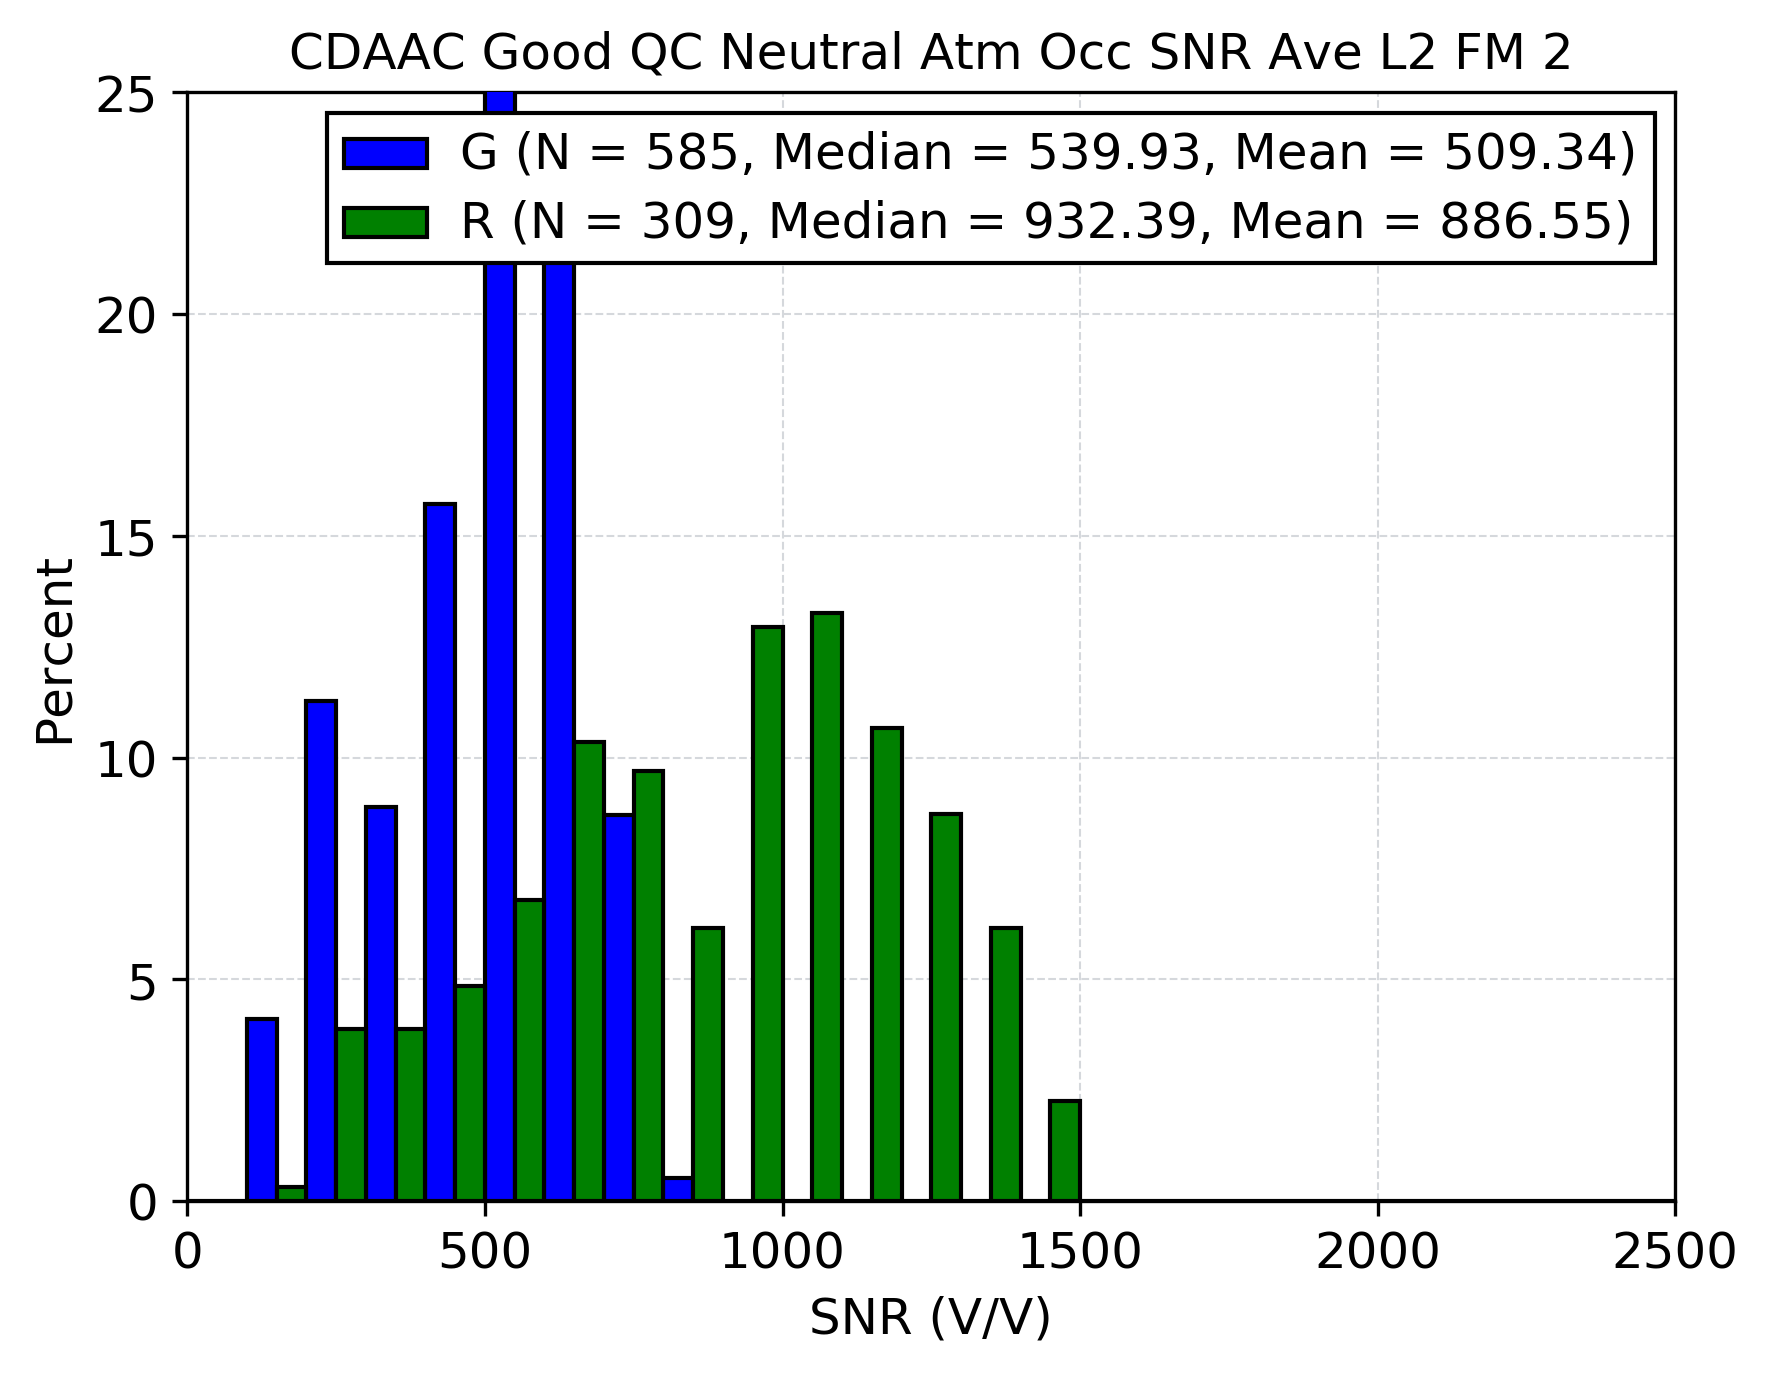 CDAAC Good QC Neutral Atm Occ SNR Ave L2 FM 2
25
G (N = 585, Median = 539.93, Mean = 509.34)
R (N = 309, Median = 932.39, Mean = 886.55)
20
15
Percent
10
5
0
0 500 1000 1500 2000 2500
SNR (V/V)